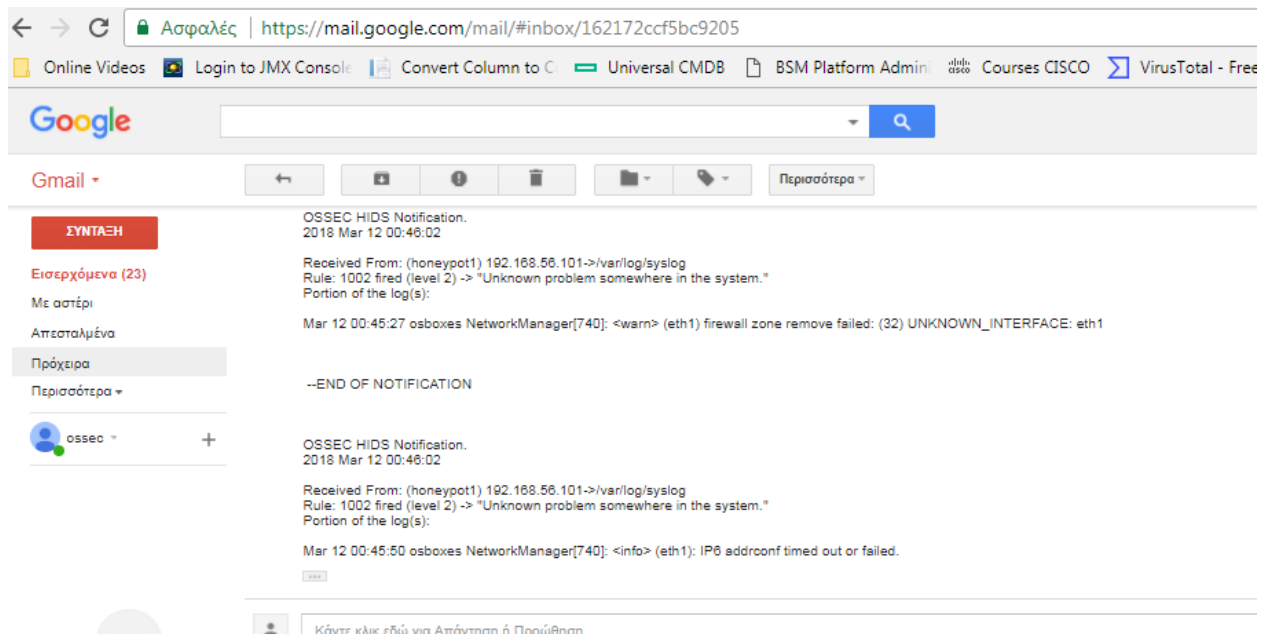 Ασφαλές | https://mail.google.com/mail/#inbox/162172ccf5bc9205
Online Videos Login to JMX Console Convert Column to C Universal CMDB BSM Platform Admini Courses CISCO VirusTotal - Free
Google
Gmail Περισσότερα
ΣΥΝΤΑΞΗ
Εισερχόμενα (23)
Με αστέρι
Απεσταλμένα
Πρόχειρα
Περισσότερα
ossec +
OSSEC HIDS Notification.
2018 Mar 12 00:46:02
Received From: (honeypot1) 192.168.56.101->/var/log/syslog
Rule: 1002 fired (level 2) -> "Unknown problem somewhere in the system."
Portion of the log(s):
Mar 12 00:45:27 osboxes NetworkManager[740]: <warn> (eth1) firewall zone remove failed: (32) UNKNOWN_INTERFACE: eth1
--END OF NOTIFICATION
OSSEC HIDS Notification.
2018 Mar 12 00:46:02
Received From: (honeypot1) 192.168.56.101->/var/log/syslog
Rule: 1002 fired (level 2) -> "Unknown problem somewhere in the system."
Portion of the log(s):
Mar 12 00:45:50 osboxes NetworkManager[740]: <info> (eth1): IP6 addrconf timed out or failed.
Κάντε κλικ εδώ για Απάντηση ή Προώθηση